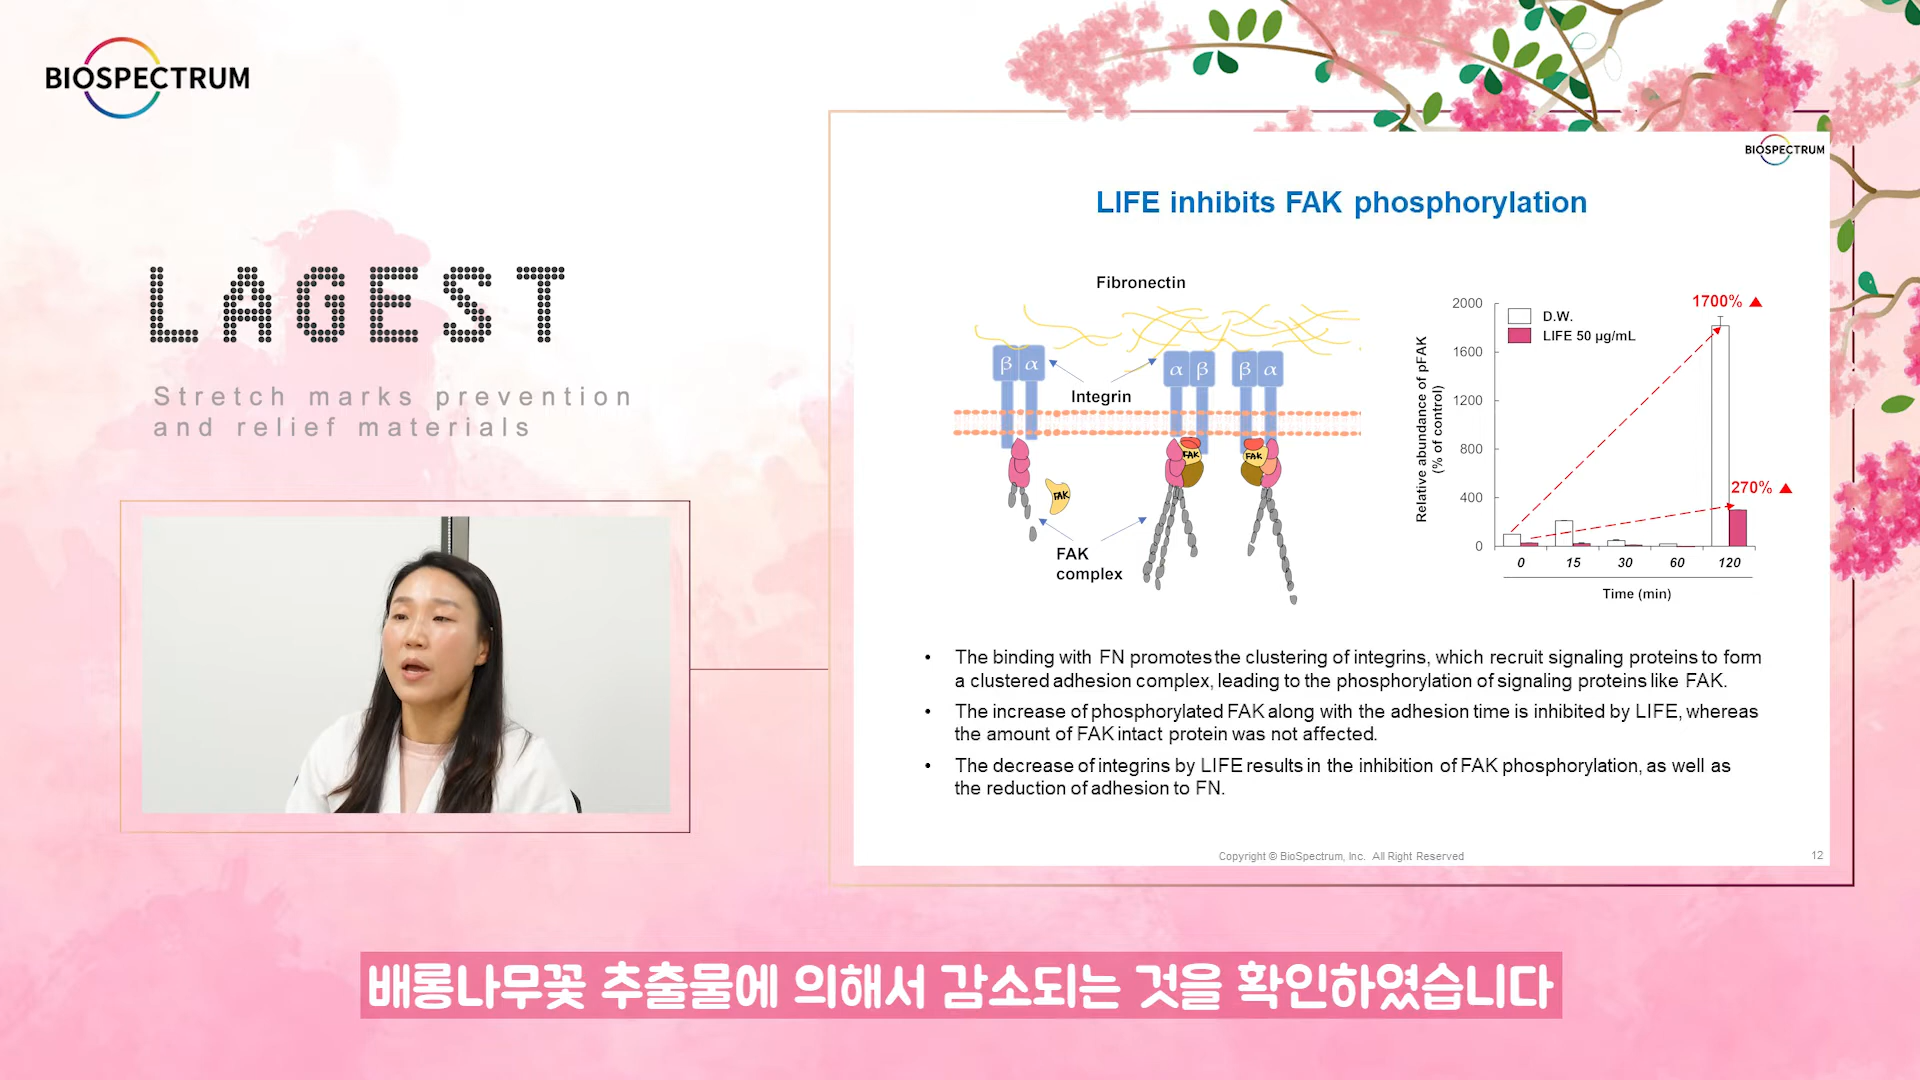 BIOSPECTRUM
LAGEST
Stretch marks prevention
and relief materials
BIOSPECTRUM
LIFE inhibits FAK phosphorylation
Fibronectin
β α
α β
β α
Integrin
FAK
FAK
FAK
FAK
complex
Relative abundance of pFAK
(% of control)
2000
1600
1200
800
400
0
D.W.
LIFE 50 μg/mL
1700% ▲
270% ▲
0 15 30 60 120
Time (min)
• The binding with FN promotes the clustering of integrins, which recruit signaling proteins to form
a clustered adhesion complex, leading to the phosphorylation of signaling proteins like FAK.
• The increase of phosphorylated FAK along with the adhesion time is inhibited by LIFE, whereas
the amount of FAK intact protein was not affected.
• The decrease of integrins by LIFE results in the inhibition of FAK phosphorylation, as well as
the reduction of adhesion to FN.
Copyright © BioSpectrum, Inc. All Right Reserved
12
배롱나무꽃 추출물에 의해서 감소되는 것을 확인하였습니다